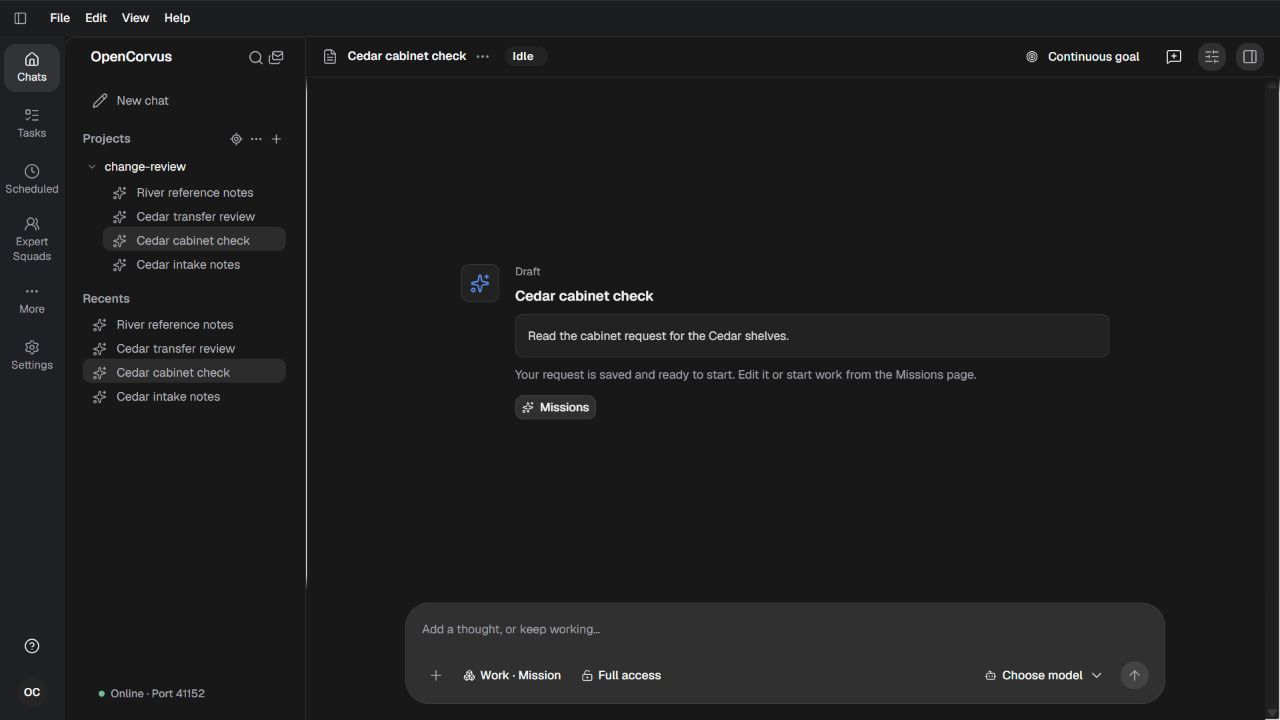 File Edit View Help
Chats
Tasks
Scheduled
Expert
Squads
More
Settings
OC
OpenCorvus
New chat
Projects
change-review
River reference notes
Cedar transfer review
Cedar cabinet check
Cedar intake notes
Recents
River reference notes
Cedar transfer review
Cedar cabinet check
Cedar intake notes
Online · Port 41152
Cedar cabinet check
Idle
Continuous goal
Draft
Cedar cabinet check
Read the cabinet request for the Cedar shelves.
Your request is saved and ready to start. Edit it or start work from the Missions page.
Missions
Add a thought, or keep working...
Work · Mission
Full access
Choose model